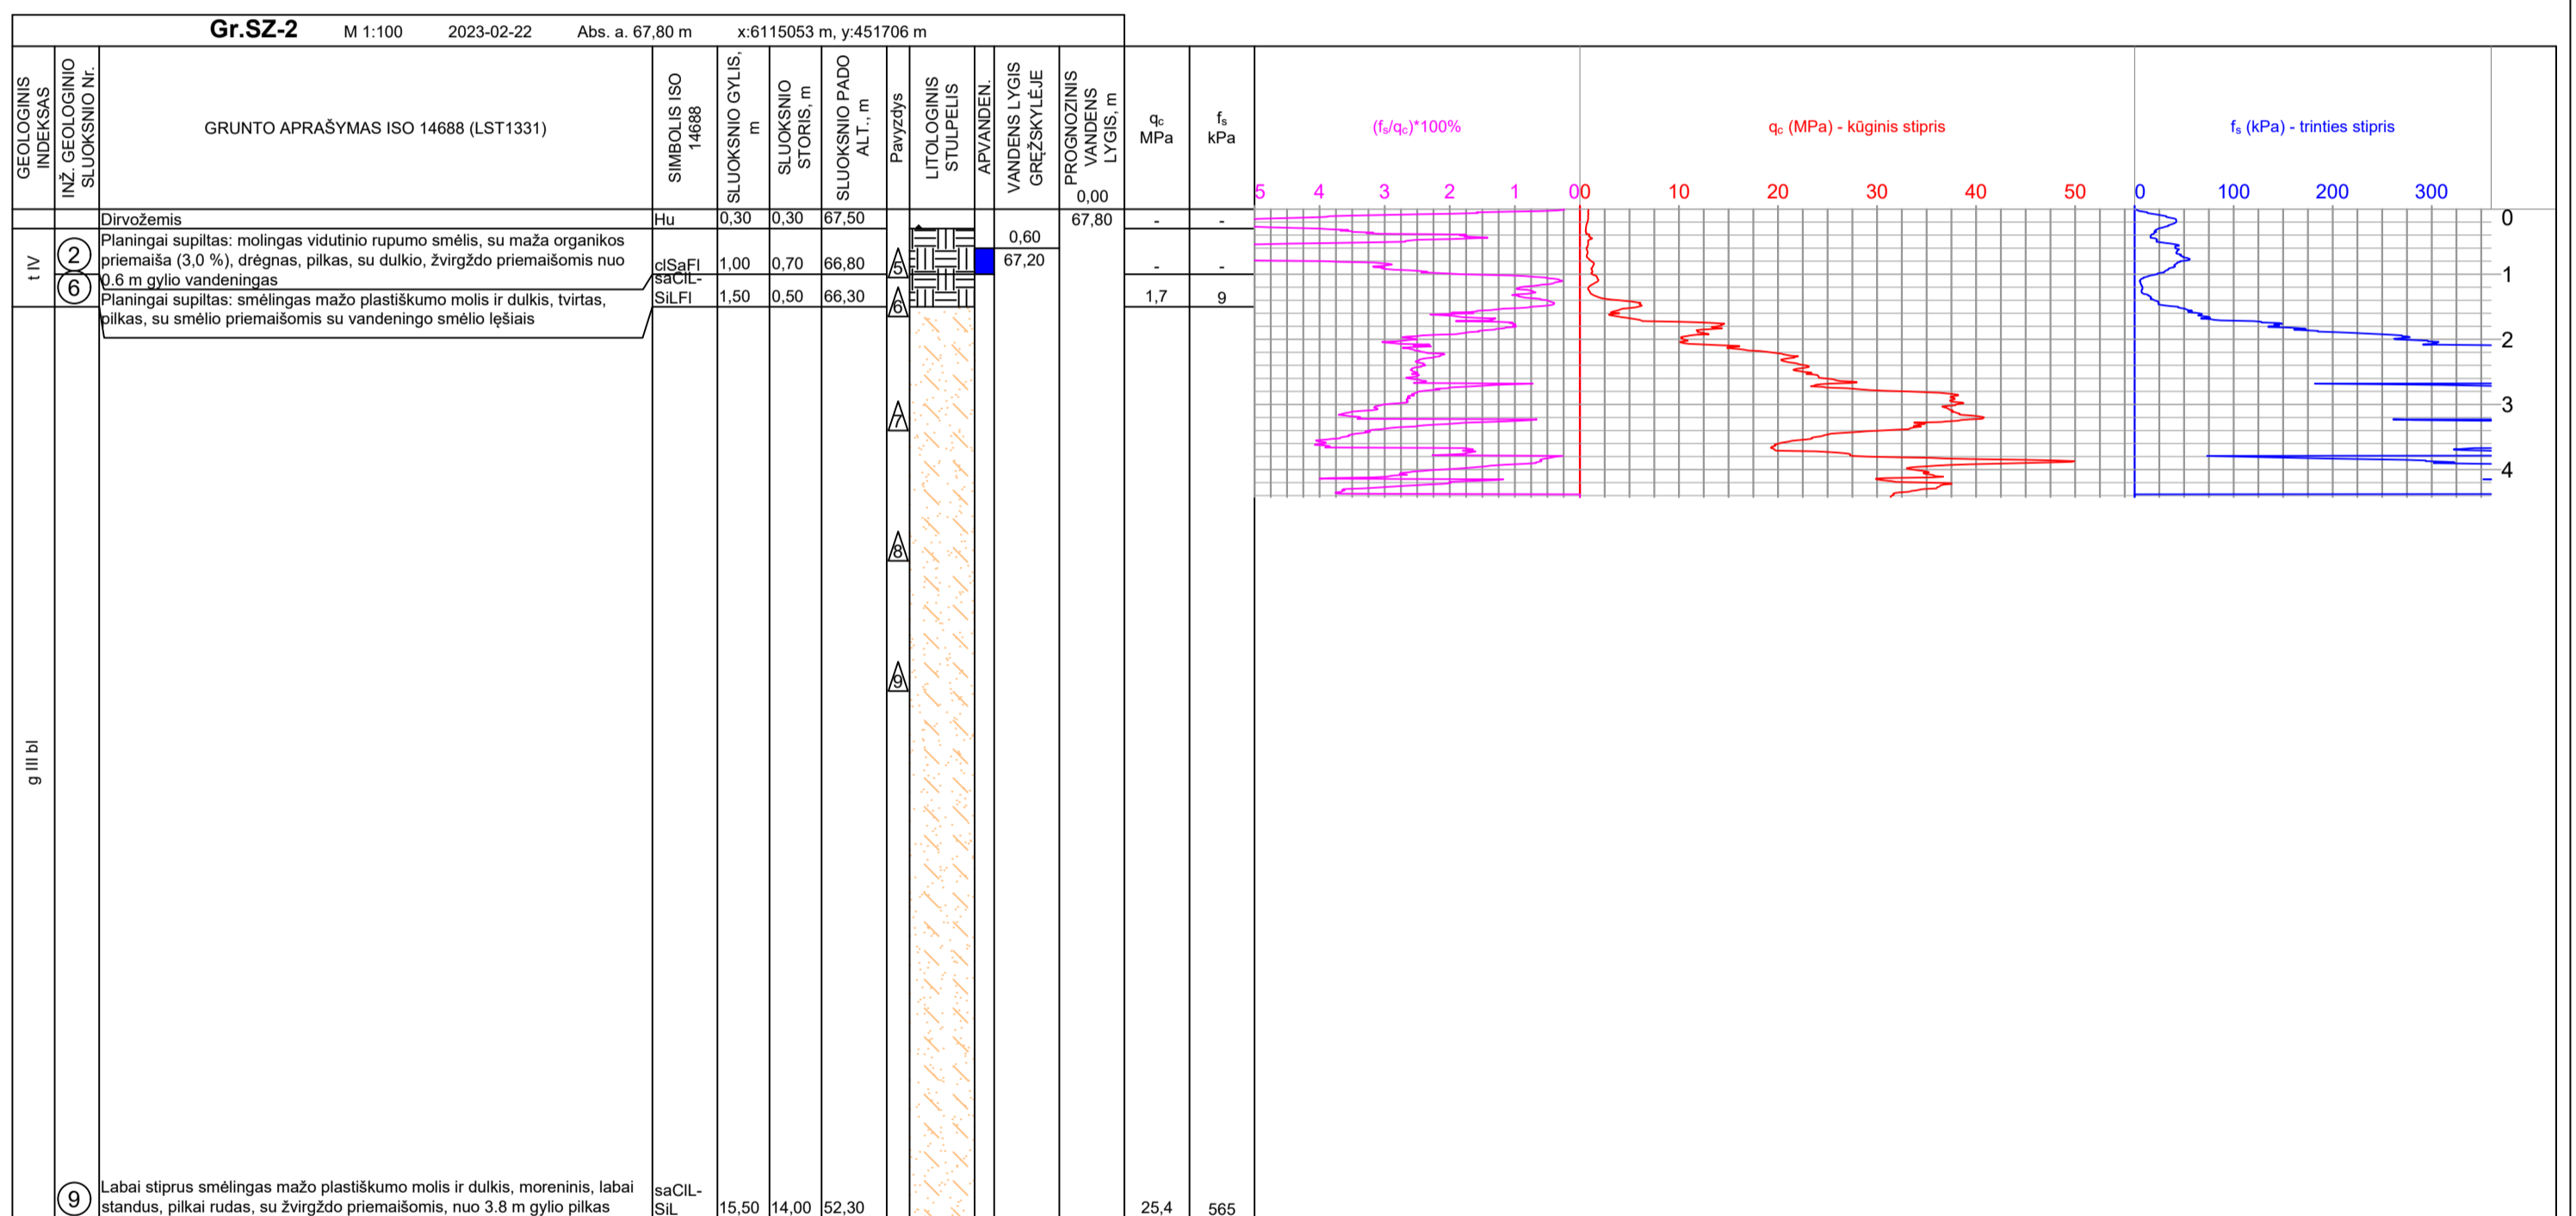 Gr.SZ-2 M 1:100 2023-02-22 Abs. a. 67,80 m x:6115053 m, y:451706 m
GEOLOGINIS
INDEKSAS
INŽ. GEOLOGINIO
SLUOKSNIO Nr.
GRUNTO APRAŠYMAS ISO 14688 (LST1331)
SIMBOLIS ISO
14688
SLUOKSNIO GYLIS,
m
SLUOKSNIO
STORIS, m
SLUOKSNIO PADO
ALT., m
Pavyzdys
LITOLOGINIS
STULPELIS
APVANDEN.
VANDENS LYGIS
GRĘŽSKYLĖJE
PROGNOZINIS
VANDENS
LYGIS, m
0,00
qc
MPa
fs
kPa
(fs/qc)*100%
qc (MPa) - kūginis stipris
fs (kPa) - trinties stipris
5 4 3 2 1 0
0 10 20 30 40 50
0 100 200 300
Dirvožemis Hu 0,30 0,30 67,50 67,80 - -
t IV
2
Planingai supiltas: molingas vidutinio rupumo smėlis, su maža organikos
priemaiša (3,0 %), drėgnas, pilkas, su dulkio, žvirgždo priemaišomis nuo
0.6 m gylio vandeningas
clSaFl 1,00 0,70 66,80 5 - -
0,60
67,20
6
Planingai supiltas: smėlingas mažo plastiškumo molis ir dulkis, tvirtas,
pilkas, su smėlio priemaišomis su vandeningo smėlio lęšiais
saClL-
SiLFl 1,50 0,50 66,30 6 1,7 9
7
8
9
0
1
2
3
4
g III bl
9
Labai stiprus smėlingas mažo plastiškumo molis ir dulkis, moreninis, labai
standus, pilkai rudas, su žvirgždo priemaišomis, nuo 3.8 m gylio pilkas
saClL-
SiL 15,50 14,00 52,30 25,4 565